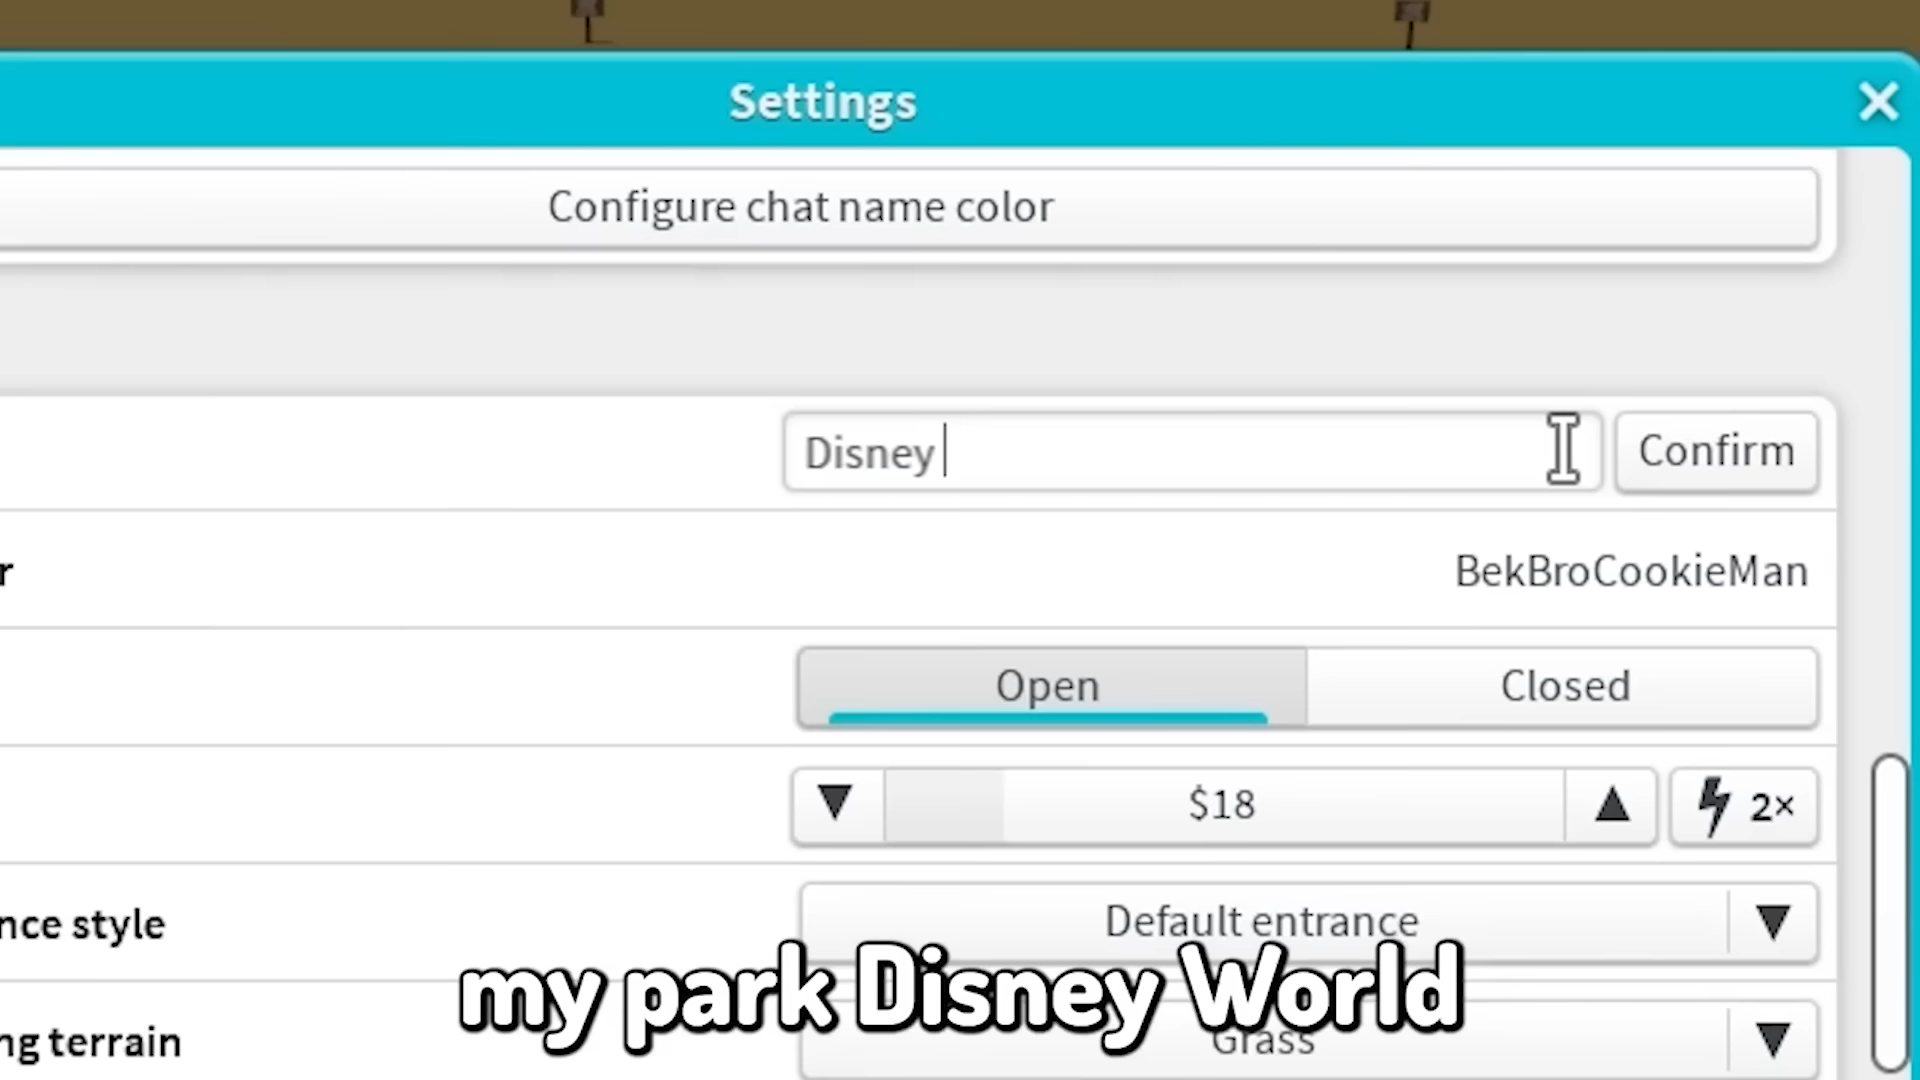 Settings
Configure chat name color
Disney
Confirm
r
BekBroCookieMan
Open
Closed
$18
2×
nce style
Default entrance
my park Disney World
ng terrain
Grass